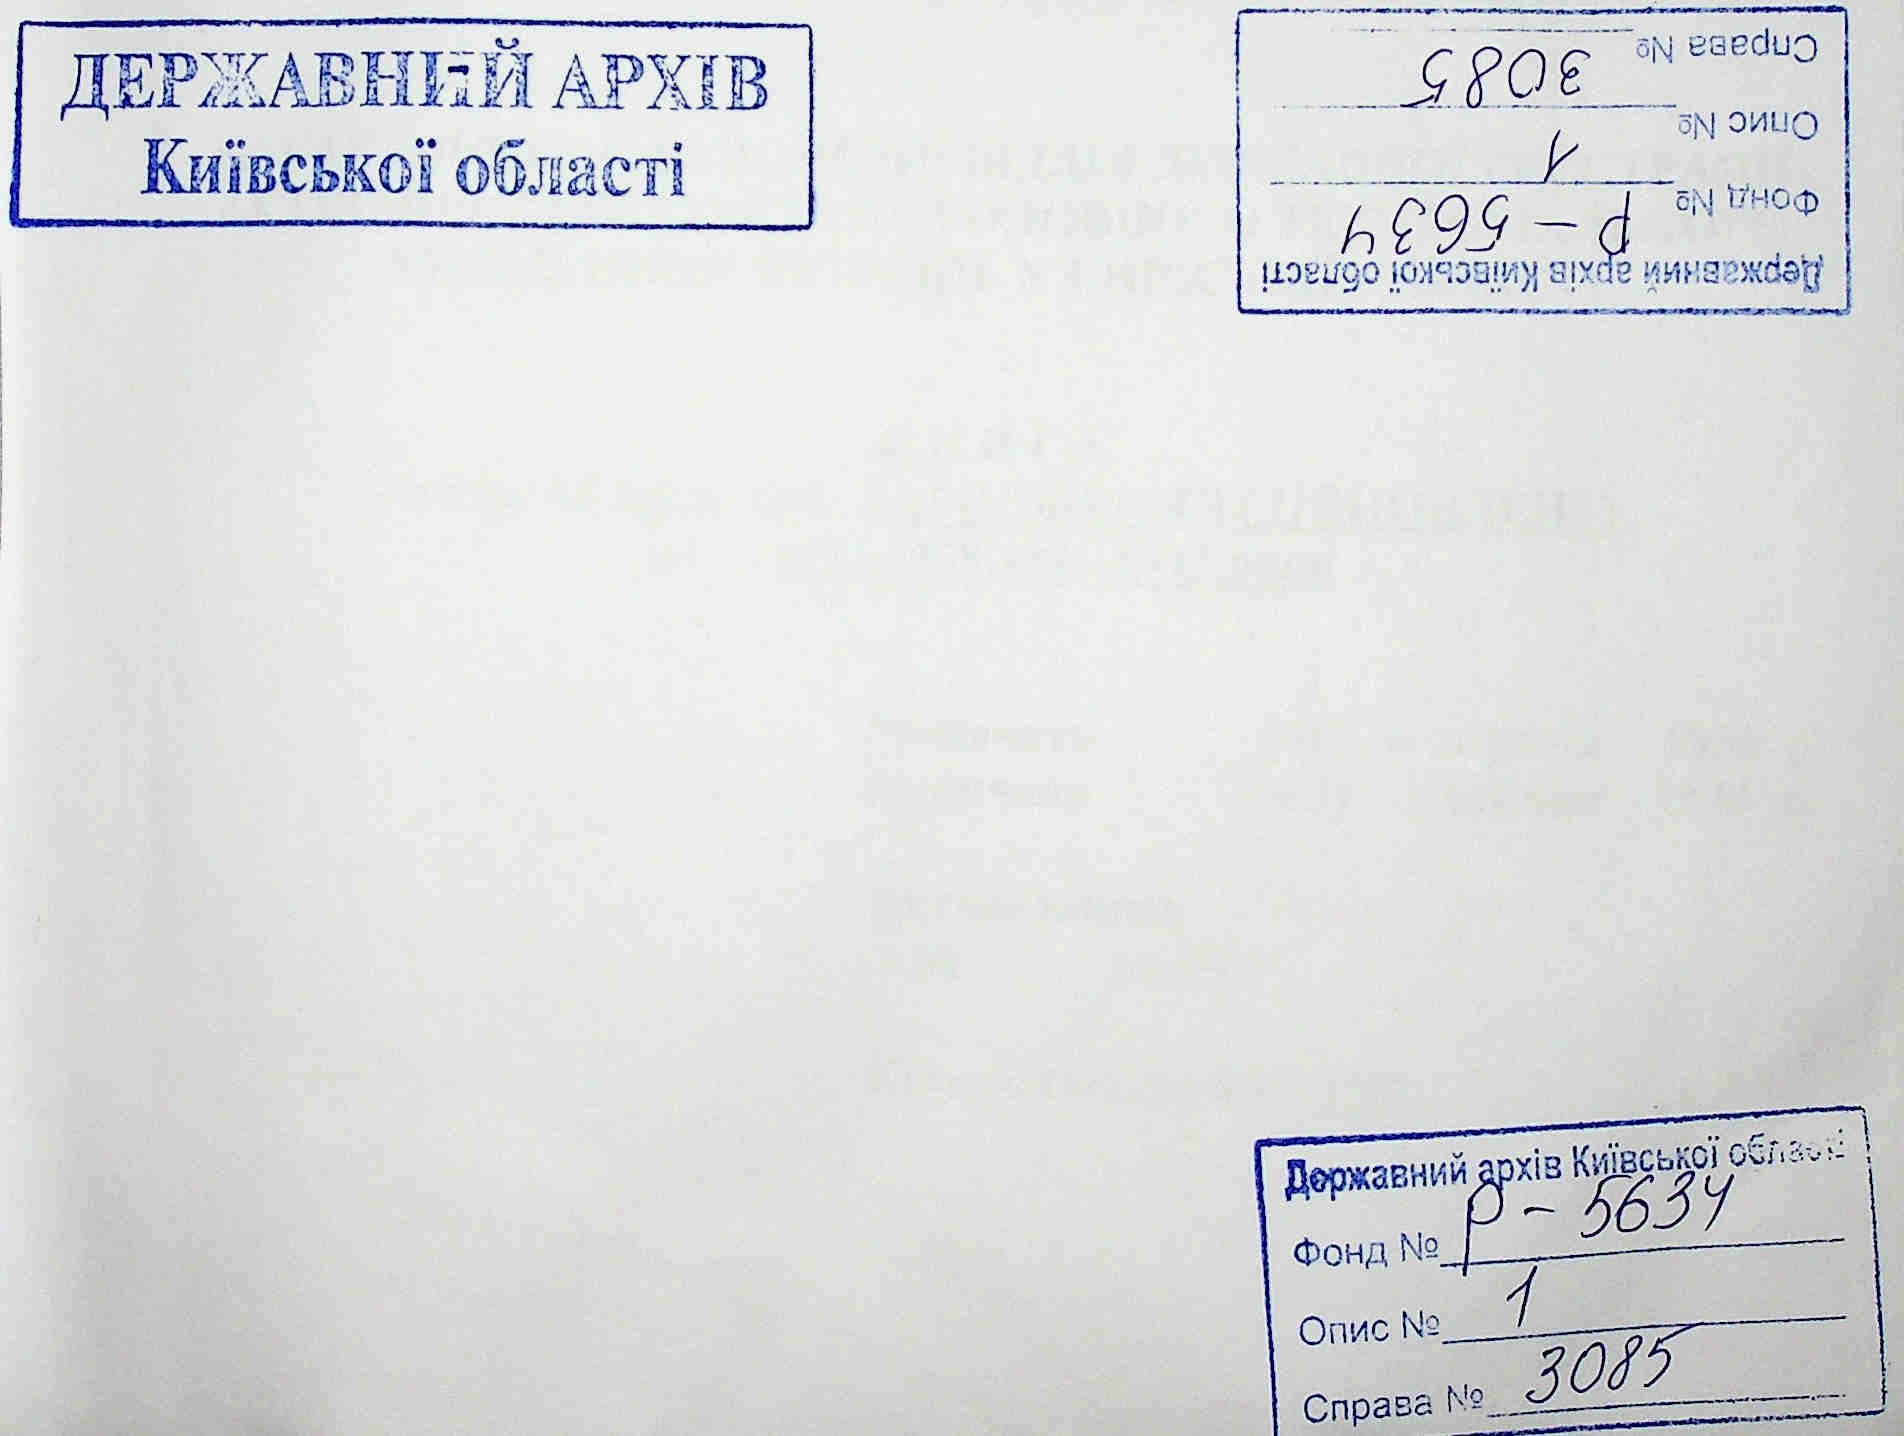 ДЕРЖАВНИЙ АРХІВ
Київської області
Державний архів Київської області
Фонд № Р-5634
Опис № 1
Справа № 3085
Державний архів Київської області
Фонд № Р-5634
Опис № 1
Справа № 3085